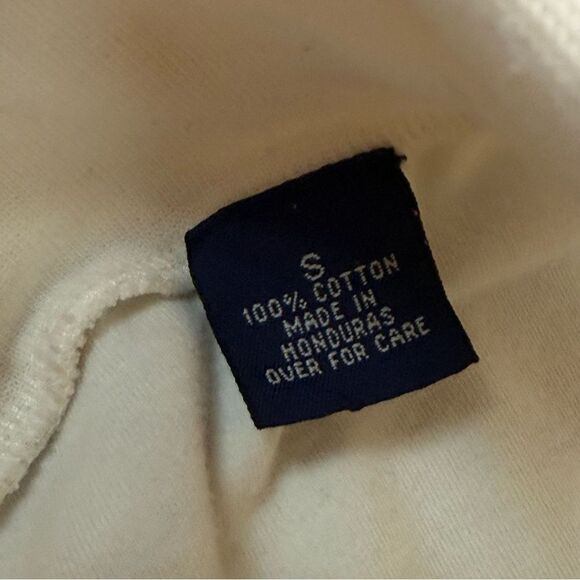 S
100% COTTON
MADE IN
HONDURAS
OVER FOR CARE